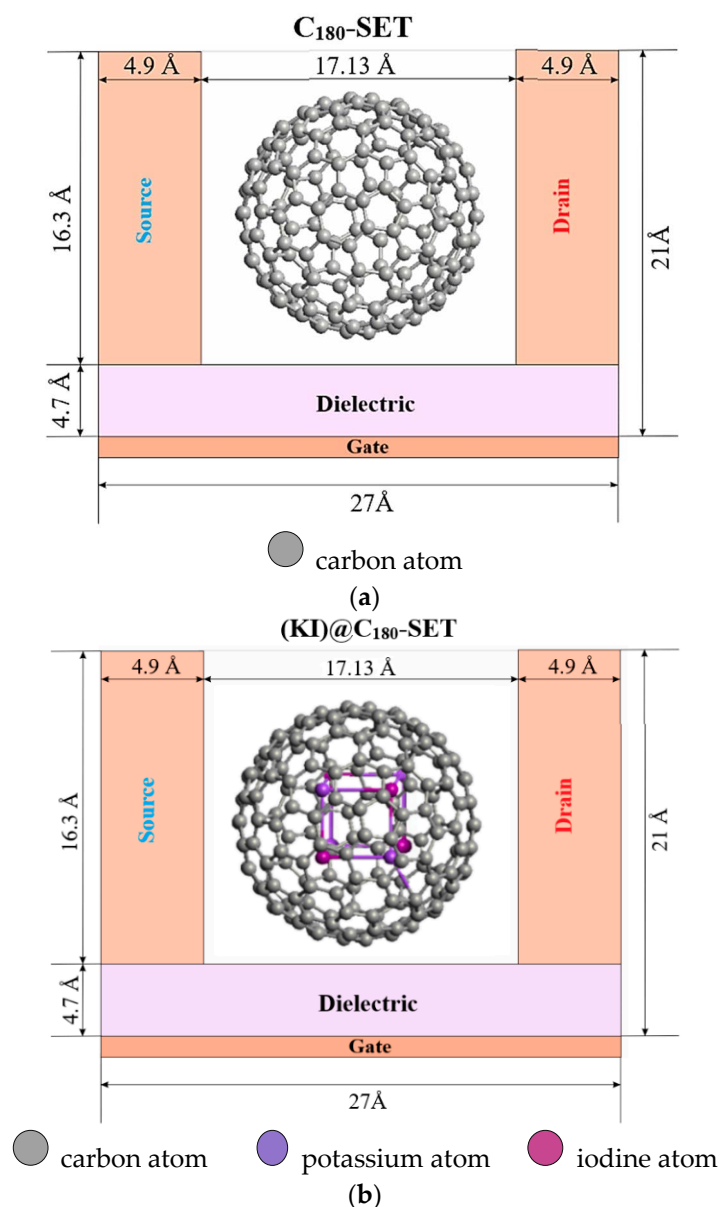 C₁₈₀-SET
4.9 Å 17.13 Å 4.9 Å
16.3 Å
Source
Drain
21Å
4.7 Å
Dielectric
Gate
27Å
carbon atom
(a)
(KI)@C₁₈₀-SET
4.9 Å 17.13 Å 4.9 Å
16.3 Å
Source
Drain
21 Å
4.7 Å
Dielectric
Gate
27Å
carbon atom potassium atom iodine atom
(b)